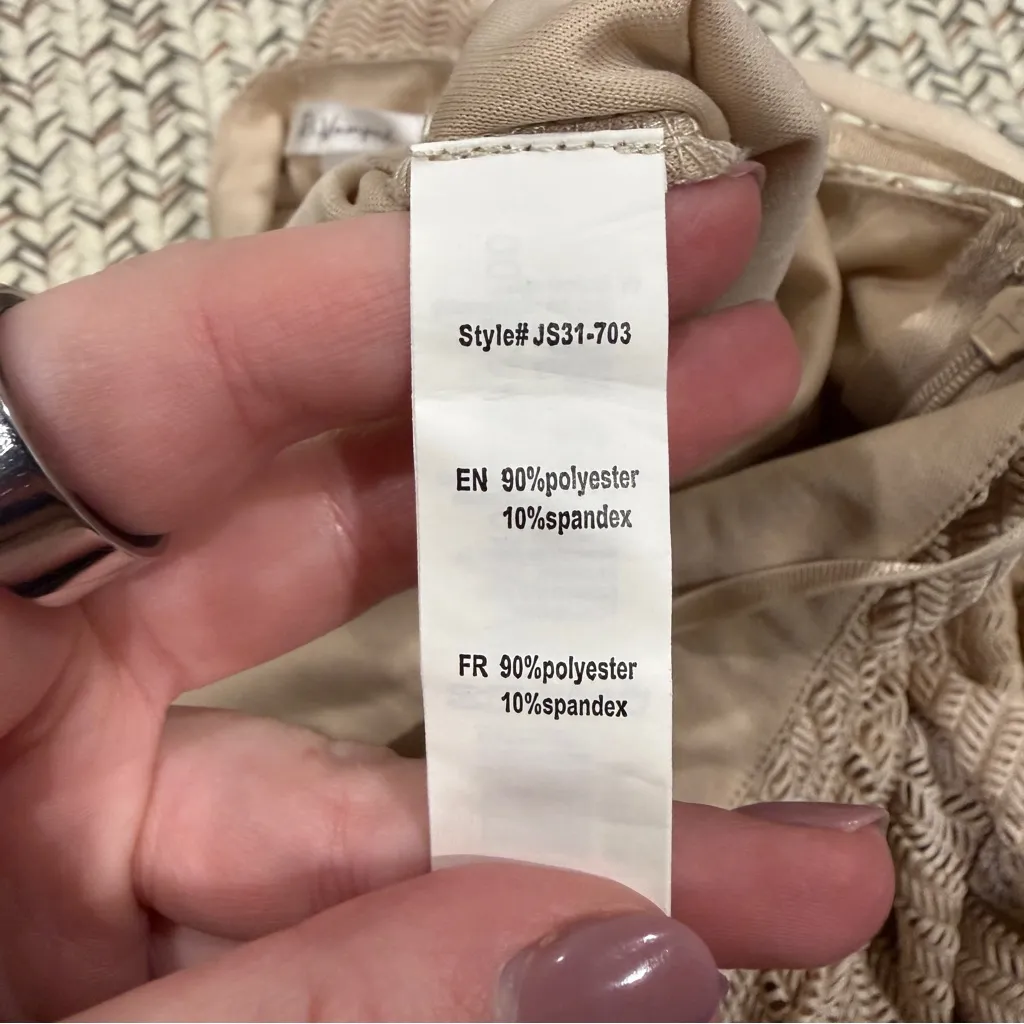 Style# JS31-703
EN 90%polyester
10%spandex
FR 90%polyester
10%spandex